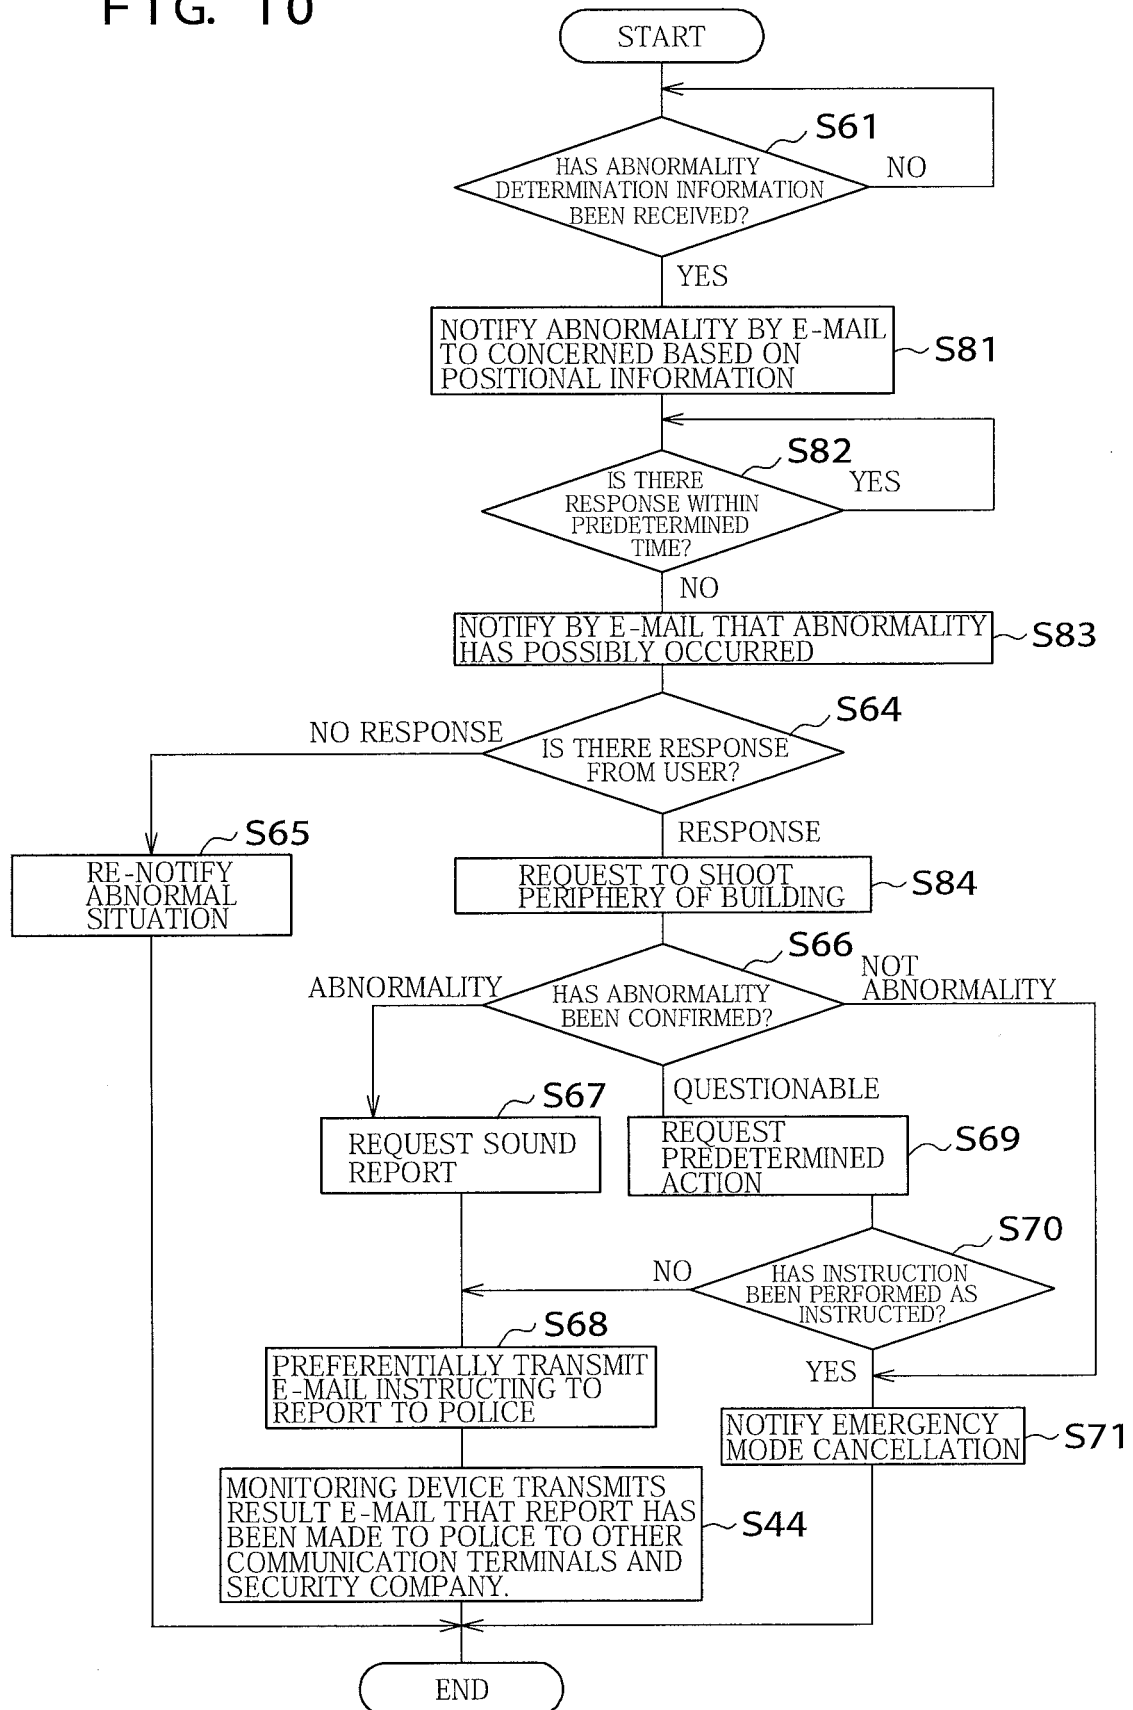 FIG. 10
START
S61
HAS ABNORMALITY
DETERMINATION INFORMATION
BEEN RECEIVED?
NO
YES
NOTIFY ABNORMALITY BY E-MAIL
TO CONCERNED BASED ON
POSITIONAL INFORMATION
S81
S82
IS THERE
RESPONSE WITHIN
PREDETERMINED
TIME?
YES
NO
NOTIFY BY E-MAIL THAT ABNORMALITY
HAS POSSIBLY OCCURRED
S83
S64
NO RESPONSE
IS THERE RESPONSE
FROM USER?
RESPONSE
S65
RE-NOTIFY
ABNORMAL
SITUATION
REQUEST TO SHOOT
PERIPHERY OF BUILDING
S84
S66
ABNORMALITY
HAS ABNORMALITY
BEEN CONFIRMED?
NOT
ABNORMALITY
QUESTIONABLE
S67
REQUEST SOUND
REPORT
REQUEST
PREDETERMINED
ACTION
S69
S70
NO
HAS INSTRUCTION
BEEN PERFORMED AS
INSTRUCTED?
YES
S68
PREFERENTIALLY TRANSMIT
E-MAIL INSTRUCTING TO
REPORT TO POLICE
NOTIFY EMERGENCY
MODE CANCELLATION
S71
MONITORING DEVICE TRANSMITS
RESULT E-MAIL THAT REPORT HAS
BEEN MADE TO POLICE TO OTHER
COMMUNICATION TERMINALS AND
SECURITY COMPANY.
S44
END